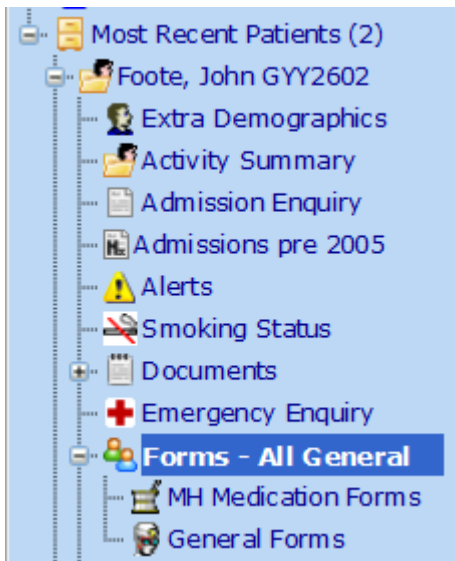 Most Recent Patients (2)
Foote, John GYY2602
Extra Demographics
Activity Summary
Admission Enquiry
Admissions pre 2005
Alerts
Smoking Status
Documents
Emergency Enquiry
Forms - All General
MH Medication Forms
General Forms